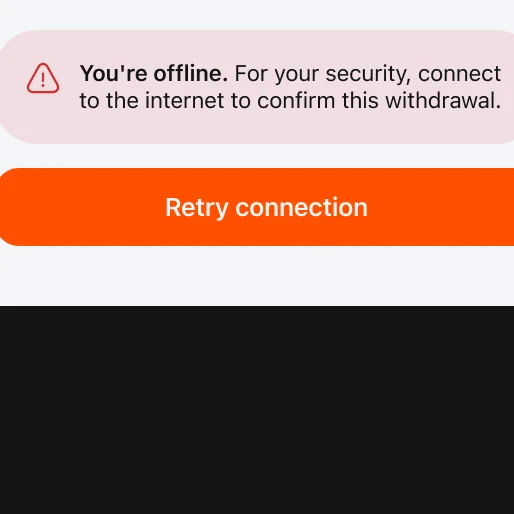 You're offline. For your security, connect
to the internet to confirm this withdrawal.
Retry connection